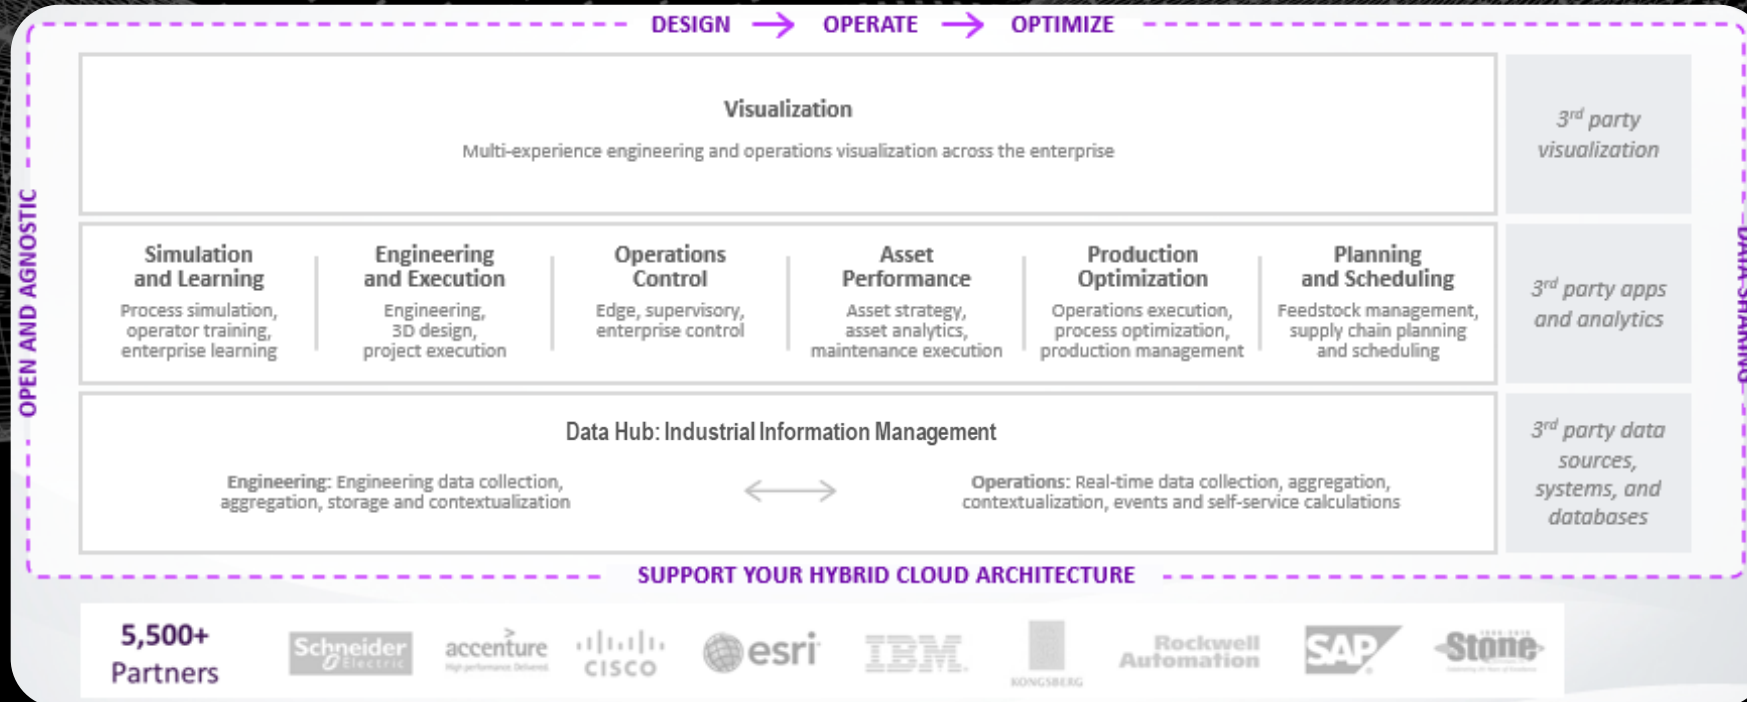 DESIGN → OPERATE → OPTIMIZE
OPEN AND AGNOSTIC
Visualization
Multi-experience engineering and operations visualization across the enterprise
3rd party
visualization
Simulation
and Learning
Process simulation,
operator training,
enterprise learning
Engineering
and Execution
Engineering,
3D design,
project execution
Operations
Control
Edge, supervisory,
enterprise control
Asset
Performance
Asset strategy,
asset analytics,
maintenance execution
Production
Optimization
Operations execution,
process optimization,
production management
Planning
and Scheduling
Feedstock management,
supply chain planning
and scheduling
3rd party apps
and analytics
DATA SHARING
Data Hub: Industrial Information Management
Engineering: Engineering data collection,
aggregation, storage and contextualization
Operations: Real-time data collection, aggregation,
contextualization, events and self-service calculations
3rd party data
sources,
systems, and
databases
SUPPORT YOUR HYBRID CLOUD ARCHITECTURE
5,500+
Partners
Schneider
Electric
accenture
High performance. Delivered.
CISCO
esri
IBM
KONGSBERG
Rockwell
Automation
SAP
Stone